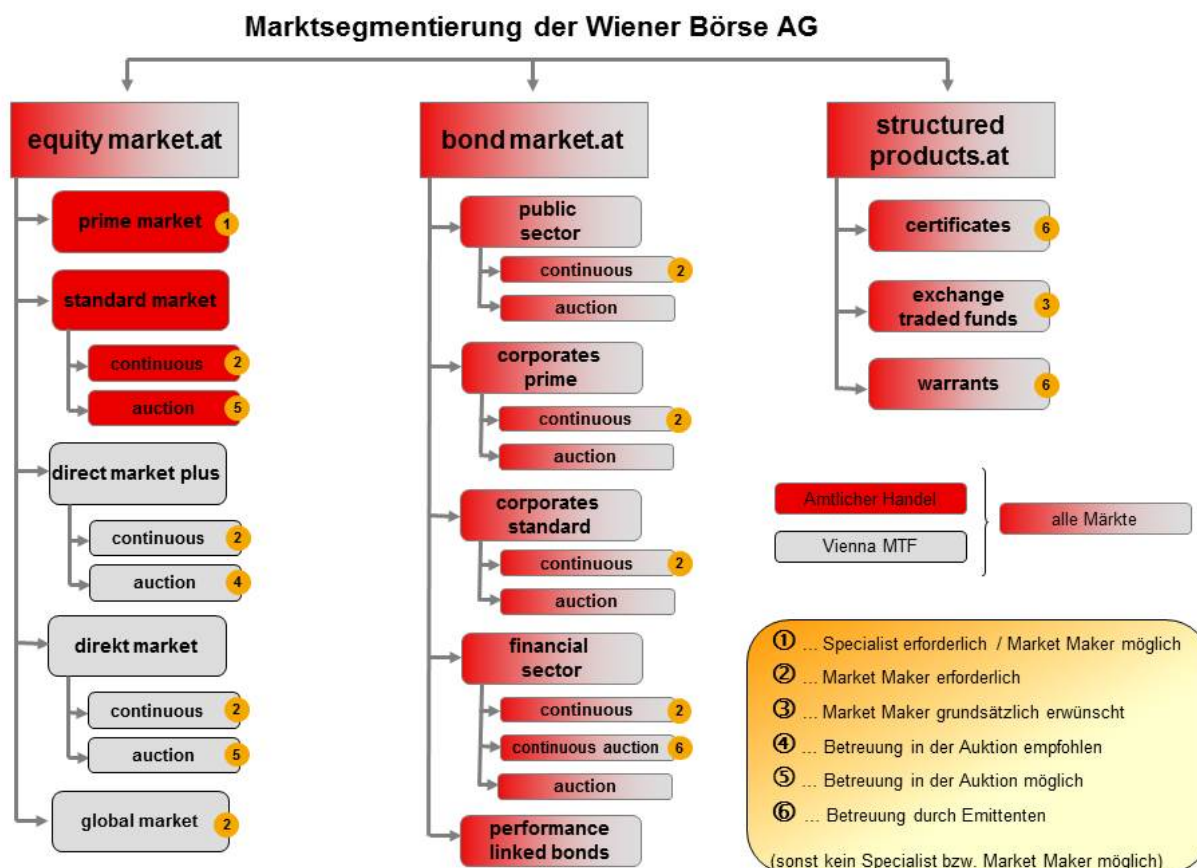 Marktsegmentierung der Wiener Börse AG
equity market.at
prime market
1
standard market
continuous
2
auction
5
direct market plus
continuous
2
auction
4
direkt market
continuous
2
auction
5
global market
2
bond market.at
public
sector
continuous
2
auction
corporates
prime
continuous
2
auction
corporates
standard
continuous
2
auction
financial
sector
continuous
2
continuous auction
6
auction
performance
linked bonds
structured
products.at
certificates
6
exchange
traded funds
3
warrants
6
Amtlicher Handel
Vienna MTF
alle Märkte
① ... Specialist erforderlich / Market Maker möglich
② ... Market Maker erforderlich
③ ... Market Maker grundsätzlich erwünscht
④ ... Betreuung in der Auktion empfohlen
⑤ ... Betreuung in der Auktion möglich
⑥ ... Betreuung durch Emittenten
(sonst kein Specialist bzw. Market Maker möglich)